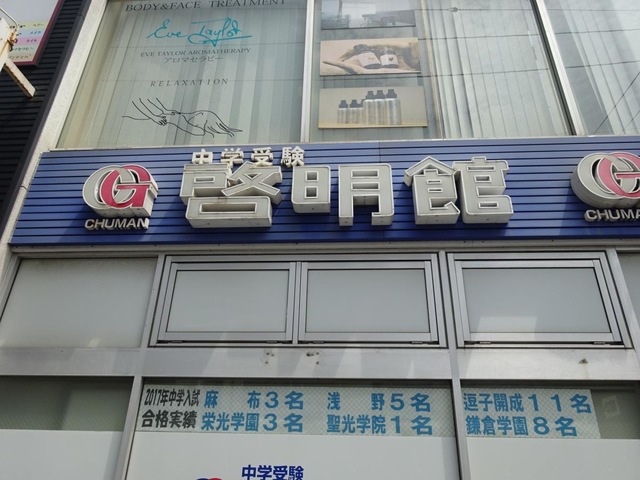 BODY&FACE TREATMENT
Eve Taylor
EVE TAYLOR AROMATHERAPY
アロマセラピー
RELAXATION
中学受験
啓明館
CHUMAN
CHUMAN
2017年中学入試
合格実績
麻布3名 浅野5名 逗子開成11名
栄光学園3名 聖光学院1名 鎌倉学園8名
中学受験